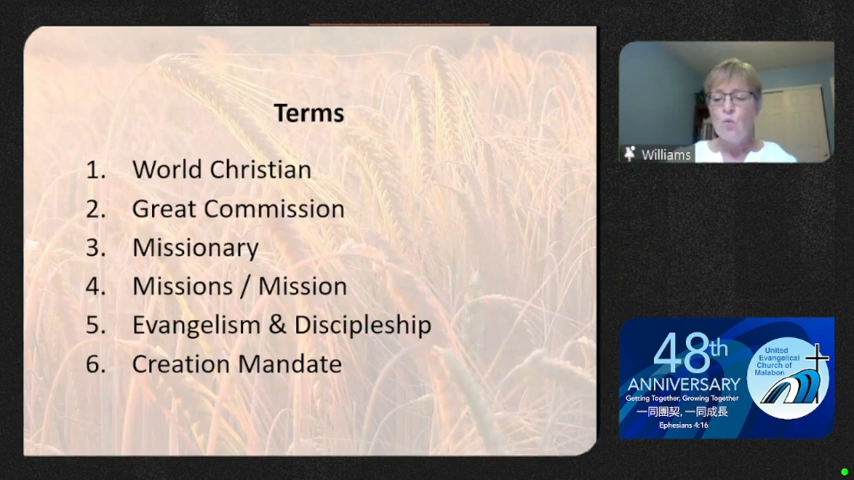 Terms
1. World Christian
2. Great Commission
3. Missionary
4. Missions / Mission
5. Evangelism & Discipleship
6. Creation Mandate
Williams
48th
ANNIVERSARY
Getting Together, Growing Together
一同團契, 一同成長
Ephesians 4:16
United
Evangelical
Church of
Malabon